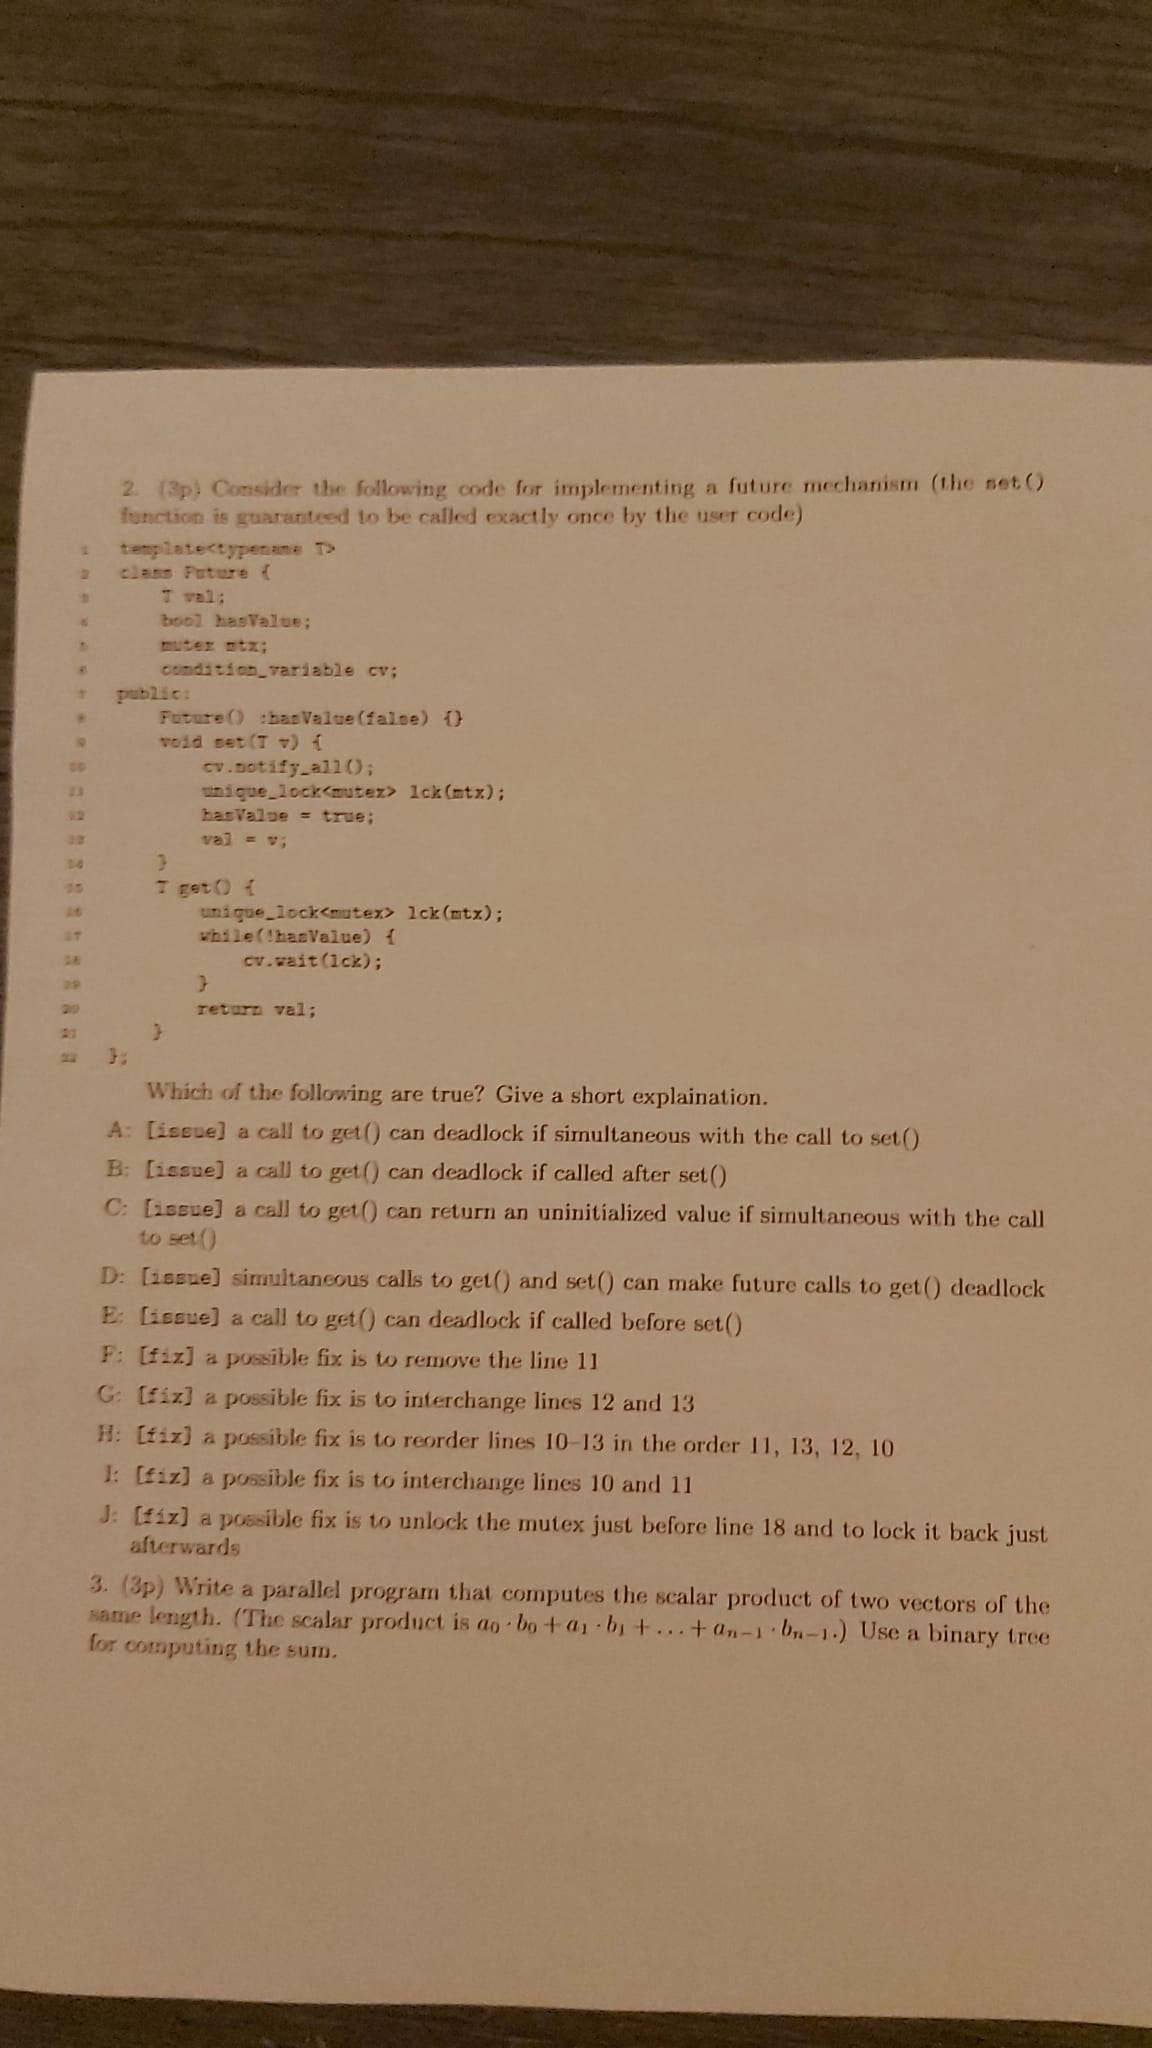 2. (3p) Consider the following code for implementing a future mechanism (the set()
function is guaranteed to be called exactly once by the user code)
1 template<typename T>
2 class Future {
3 T val;
4 bool hasValue;
5 mutex mtx;
6 condition_variable cv;
7 public:
8 Future() :hasValue(false) {}
9 void set(T v) {
10 cv.notify_all();
11 unique_lock<mutex> lck(mtx);
12 hasValue = true;
13 val = v;
14 }
15 T get() {
16 unique_lock<mutex> lck(mtx);
17 while(!hasValue) {
18 cv.wait(lck);
19 }
20 return val;
21 }
22 };
Which of the following are true? Give a short explaination.
A: [issue] a call to get() can deadlock if simultaneous with the call to set()
B: [issue] a call to get() can deadlock if called after set()
C: [issue] a call to get() can return an uninitialized value if simultaneous with the call
to set()
D: [issue] simultaneous calls to get() and set() can make future calls to get() deadlock
E: [issue] a call to get() can deadlock if called before set()
F: [fix] a possible fix is to remove the line 11
G: [fix] a possible fix is to interchange lines 12 and 13
H: [fix] a possible fix is to reorder lines 10–13 in the order 11, 13, 12, 10
I: [fix] a possible fix is to interchange lines 10 and 11
J: [fix] a possible fix is to unlock the mutex just before line 18 and to lock it back just
afterwards
3. (3p) Write a parallel program that computes the scalar product of two vectors of the
same length. (The scalar product is a₀ · b₀ + a₁ · b₁ + ... + aₙ₋₁ · bₙ₋₁.) Use a binary tree
for computing the sum.